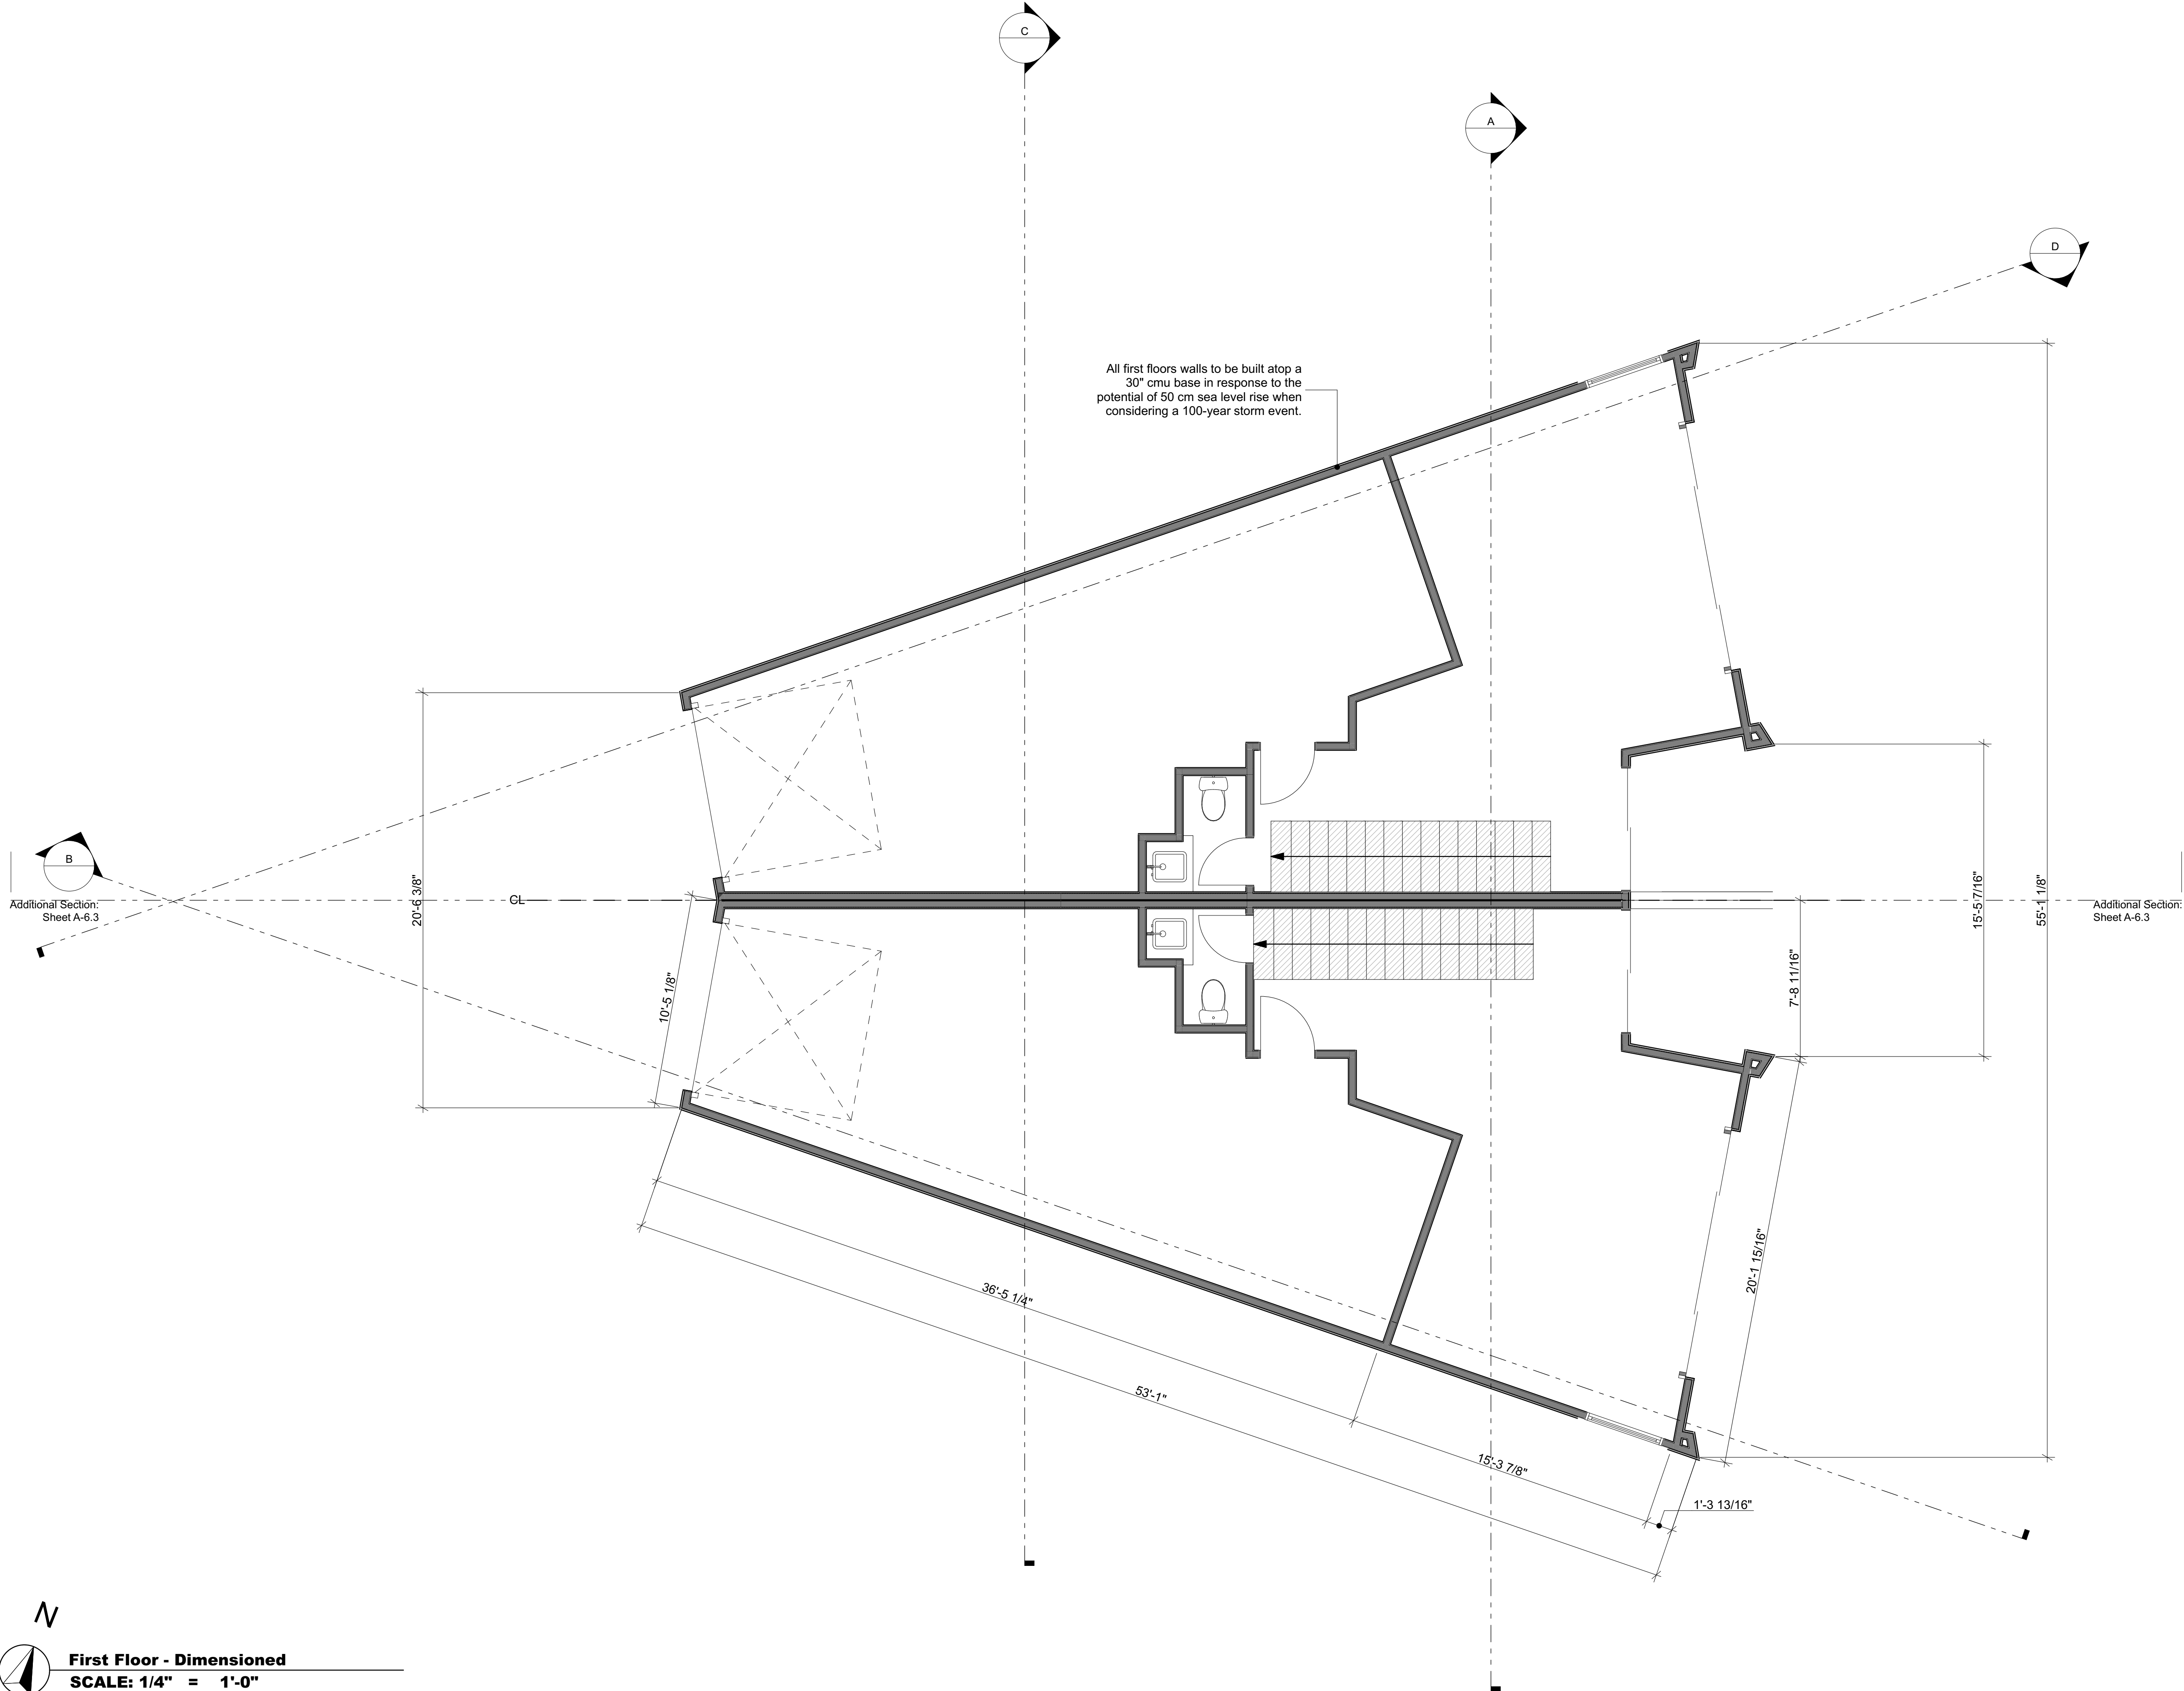 C
A
D
All first floors walls to be built atop a
30" cmu base in response to the
potential of 50 cm sea level rise when
considering a 100-year storm event.
B
Additional Section:
Sheet A-6.3
CL
20'-6 3/8"
10'-5 1/8"
15'-5 7/16"
55'-1 1/8"
Additional Section:
Sheet A-6.3
7'-8 11/16"
20'-1 15/16"
36'-5 1/4"
53'-1"
15'-3 7/8"
1'-3 13/16"
N
First Floor - Dimensioned
SCALE: 1/4" = 1'-0"